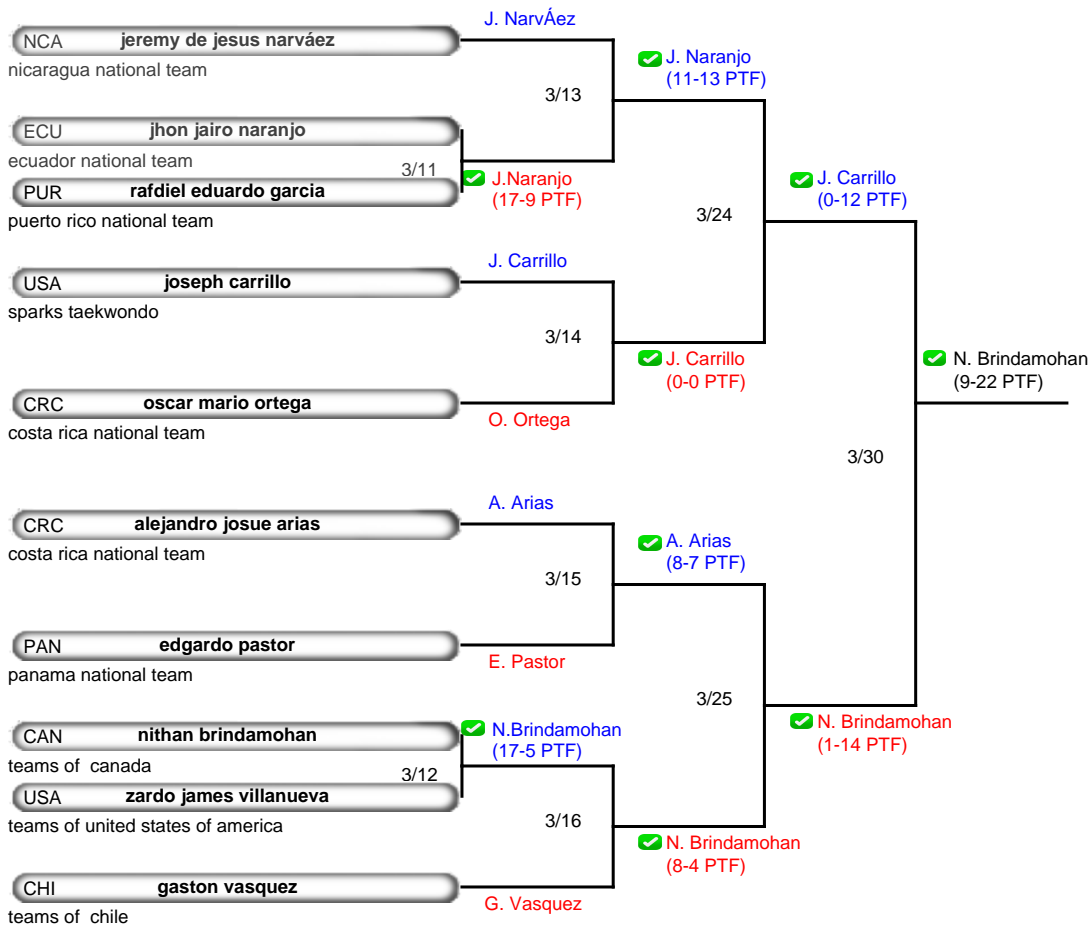 J. NarvÁez
NCA jeremy de jesus narváez
nicaragua national team
J. Naranjo
(11-13 PTF)
3/13
ECU jhon jairo naranjo
ecuador national team
3/11
J.Naranjo
(17-9 PTF)
PUR rafdiel eduardo garcia
puerto rico national team
J. Carrillo
(0-12 PTF)
3/24
J. Carrillo
USA joseph carrillo
sparks taekwondo
3/14
J. Carrillo
(0-0 PTF)
N. Brindamohan
(9-22 PTF)
CRC oscar mario ortega
costa rica national team
O. Ortega
3/30
A. Arias
CRC alejandro josue arias
costa rica national team
A. Arias
(8-7 PTF)
3/15
PAN edgardo pastor
panama national team
E. Pastor
3/25
N. Brindamohan
(1-14 PTF)
CAN nithan brindamohan
teams of  canada
N.Brindamohan
(17-5 PTF)
3/12
USA zardo james villanueva
teams of united states of america
3/16
N. Brindamohan
(8-4 PTF)
CHI gaston vasquez
teams of  chile
G. Vasquez